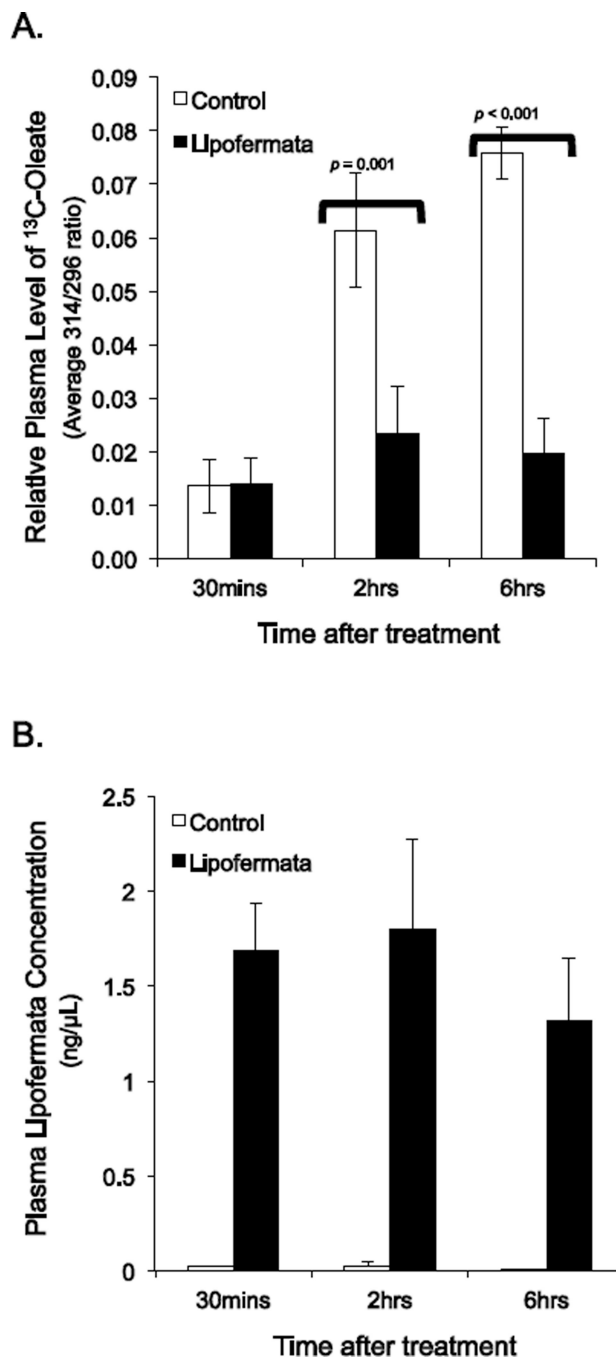 A.
Relative Plasma Level of ¹³C-Oleate
(Average 314/296 ratio)
0.09
0.08
0.07
0.06
0.05
0.04
0.03
0.02
0.01
0.00
Control
Lipofermata
p = 0.001
p < 0.001
30mins 2hrs 6hrs
Time after treatment
B.
Plasma Lipofermata Concentration
(ng/µL)
2.5
2
1.5
1
0.5
0
Control
Lipofermata
30mins 2hrs 6hrs
Time after treatment